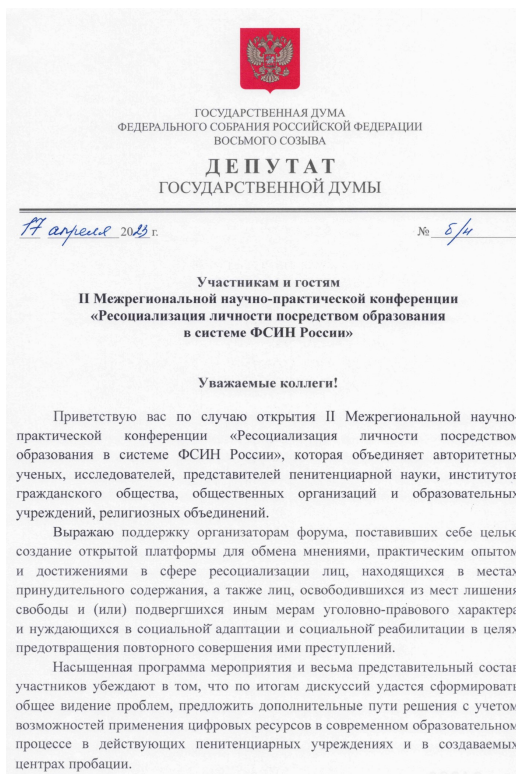 ГОСУДАРСТВЕННАЯ ДУМА
ФЕДЕРАЛЬНОГО СОБРАНИЯ РОССИЙСКОЙ ФЕДЕРАЦИИ
ВОСЬМОГО СОЗЫВА
ДЕПУТАТ
ГОСУДАРСТВЕННОЙ ДУМЫ
17 апреля 2023 г. № б/н
Участникам и гостям
II Межрегиональной научно-практической конференции
«Ресоциализация личности посредством образования
в системе ФСИН России»
Уважаемые коллеги!
Приветствую вас по случаю открытия II Межрегиональной научно-
практической конференции «Ресоциализация личности посредством
образования в системе ФСИН России», которая объединяет авторитетных
ученых, исследователей, представителей пенитенциарной науки, институтов
гражданского общества, общественных организаций и образовательных
учреждений, религиозных объединений.
Выражаю поддержку организаторам форума, поставивших себе целью
создание открытой платформы для обмена мнениями, практическим опытом
и достижениями в сфере ресоциализации лиц, находящихся в местах
принудительного содержания, а также лиц, освободившихся из мест лишения
свободы и (или) подвергшихся иным мерам уголовно-правового характера
и нуждающихся в социальной адаптации и социальной реабилитации в целях
предотвращения повторного совершения ими преступлений.
Насыщенная программа мероприятия и весьма представительный состав
участников убеждают в том, что по итогам дискуссий удастся сформировать
общее видение проблем, предложить дополнительные пути решения с учетом
возможностей применения цифровых ресурсов в современном образовательном
процессе в действующих пенитенциарных учреждениях и в создаваемых
центрах пробации.